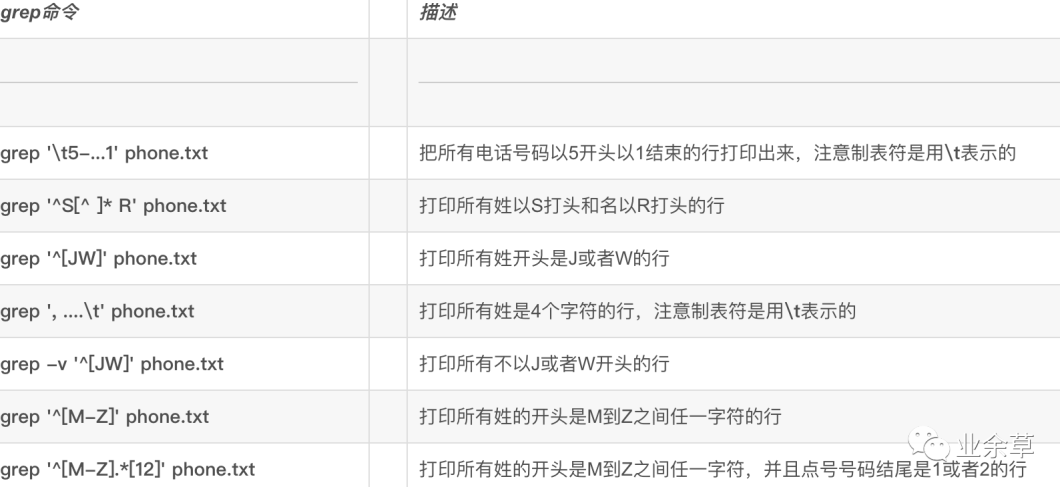 grep命令 描述
grep '\t5-...1' phone.txt 把所有电话号码以5开头以1结束的行打印出来，注意制表符是用\t表示的
grep '^S[^ ]* R' phone.txt 打印所有姓以S打头和名以R打头的行
grep '^[JW]' phone.txt 打印所有姓开头是J或者W的行
grep ', ....\t' phone.txt 打印所有姓是4个字符的行，注意制表符是用\t表示的
grep -v '^[JW]' phone.txt 打印所有不以J或者W开头的行
grep '^[M-Z]' phone.txt 打印所有姓的开头是M到Z之间任一字符的行
grep '^[M-Z].*[12]' phone.txt 打印所有姓的开头是M到Z之间任一字符，并且点号号码结尾是1或者2的行
业余草